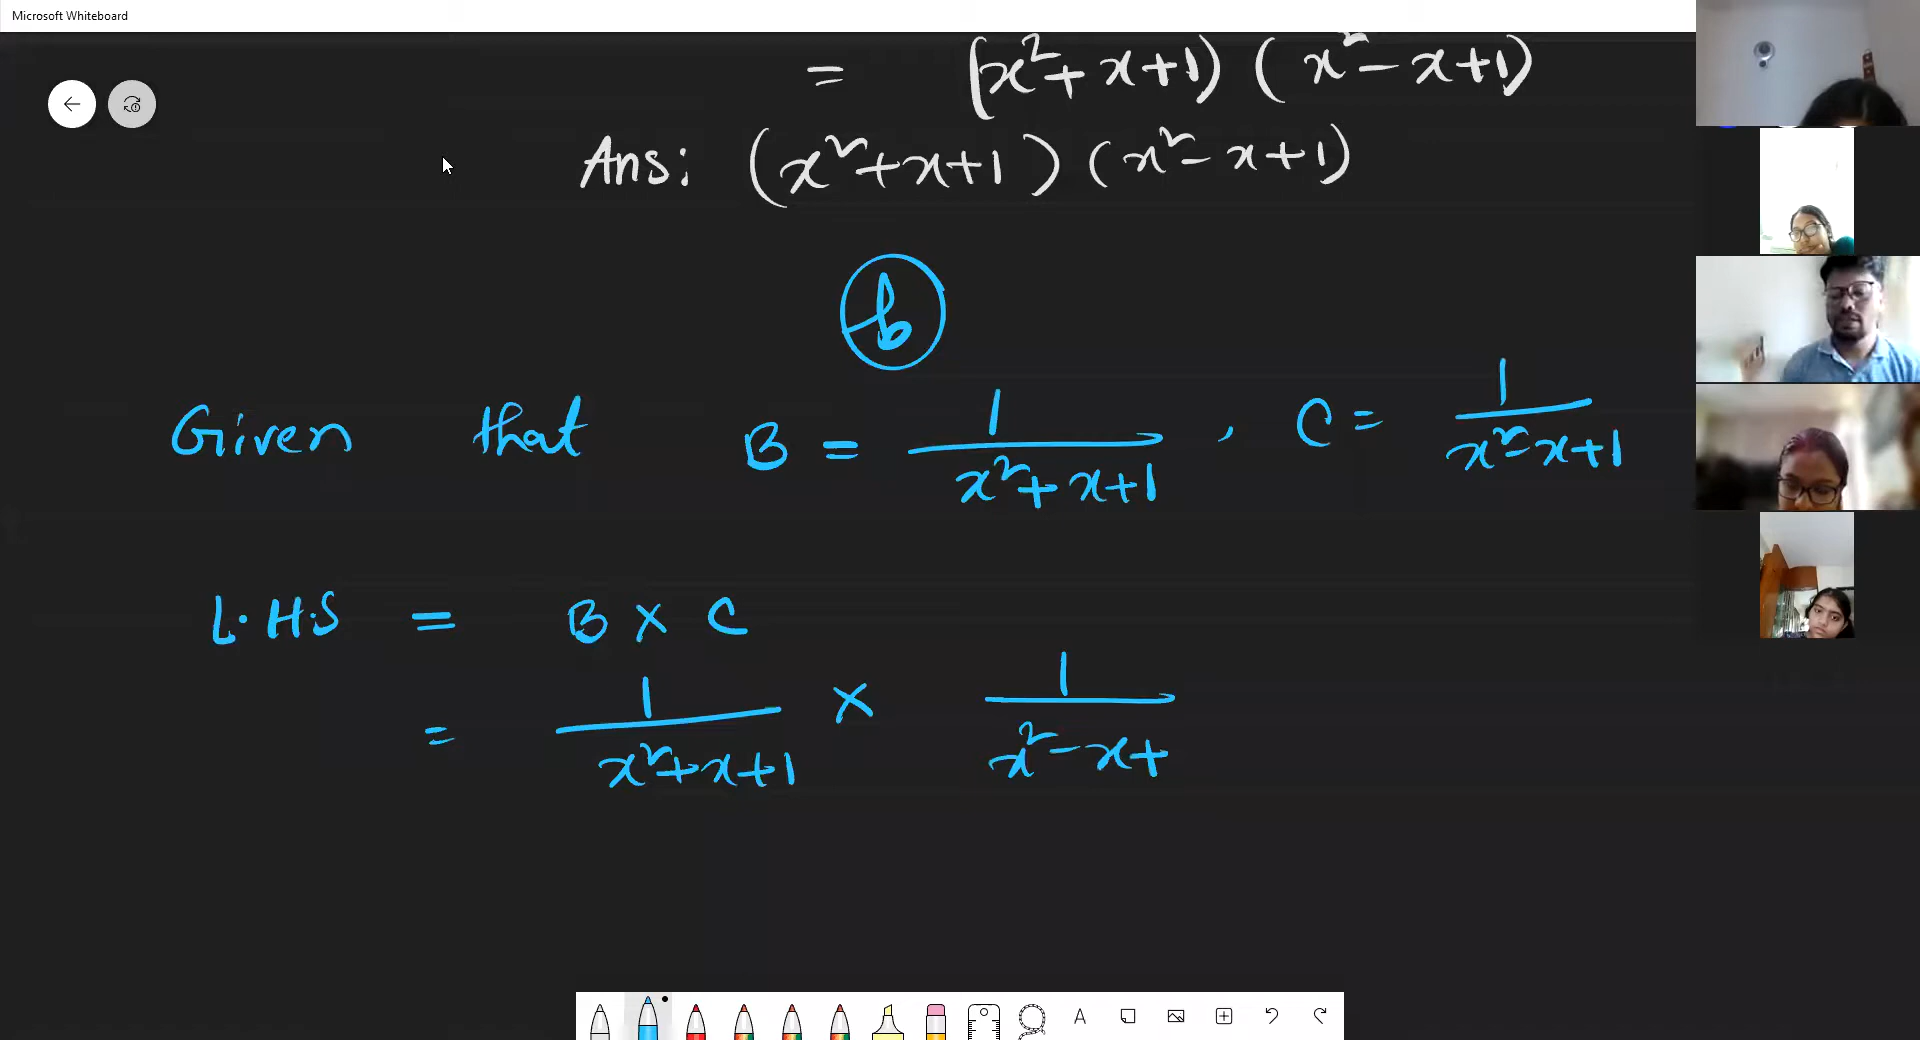 Microsoft Whiteboard
= (x²+x+1) (x²-x+1)
Ans: (x²+x+1) (x²-x+1)
b
Given that B = 1/(x²+x+1) , C = 1/(x²-x+1)
L.H.S = B × C
= 1/(x²+x+1) × 1/(x²-x+